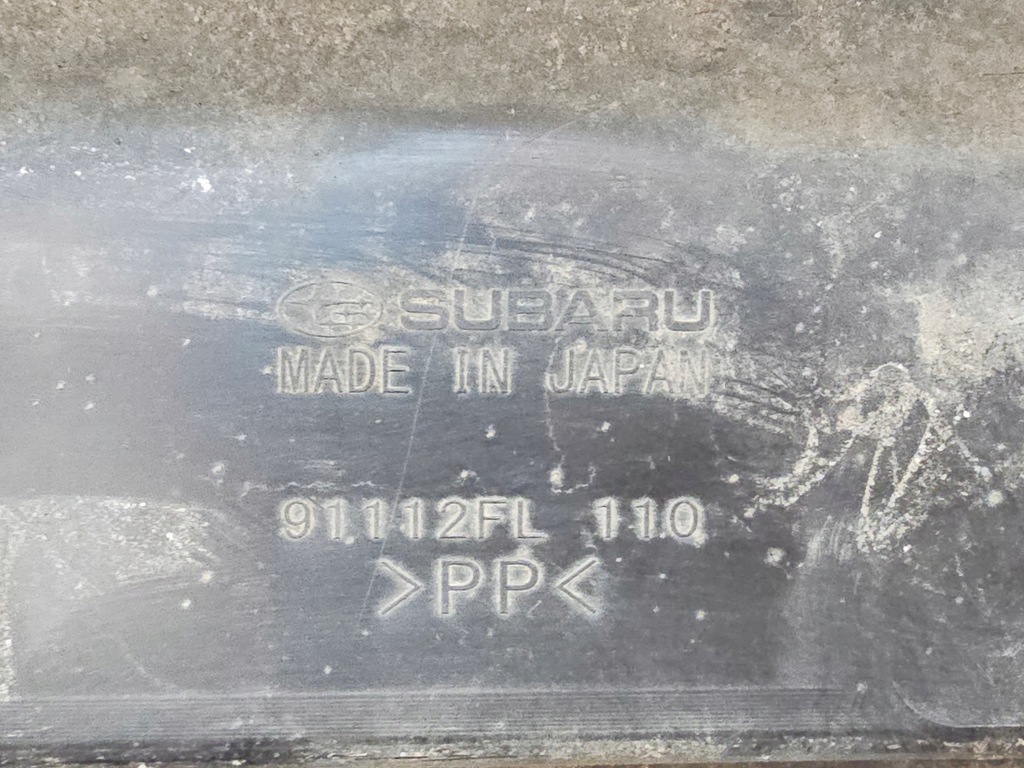 SUBARU
MADE IN JAPAN
91112FL 110
>PP<